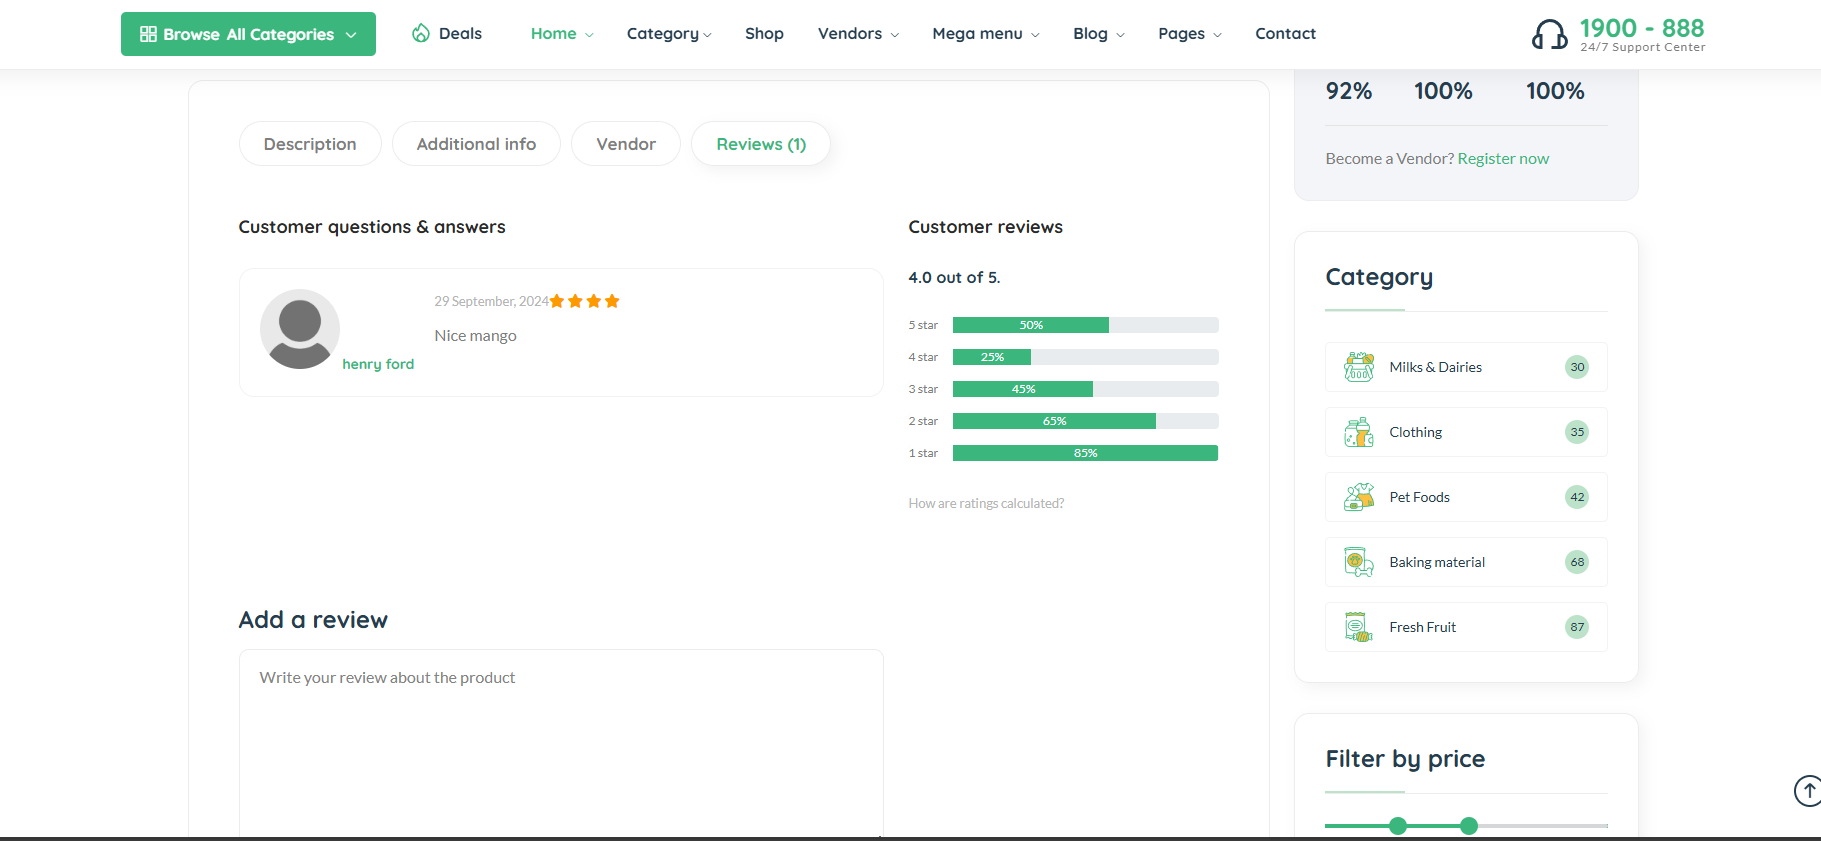 Browse All Categories Deals Home Category Shop Vendors Mega menu Blog Pages Contact 1900 - 888
24/7 Support Center
92% 100% 100%
Become a Vendor? Register now
Description Additional info Vendor Reviews (1)
Customer questions & answers
29 September, 2024
Nice mango
henry ford
Customer reviews
4.0 out of 5.
5 star 50%
4 star 25%
3 star 45%
2 star 65%
1 star 85%
How are ratings calculated?
Add a review
Write your review about the product
Category
Milks & Dairies 30
Clothing 35
Pet Foods 42
Baking material 68
Fresh Fruit 87
Filter by price